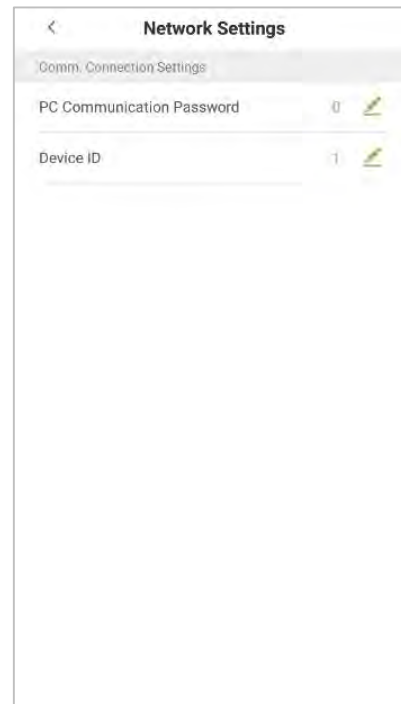 Network Settings
Comm. Connection Settings
PC Communication Password 0
Device ID 1